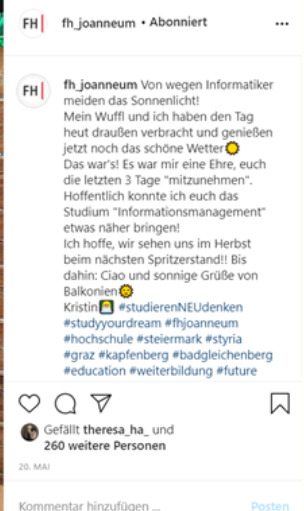 FH
fh_joanneum • Abonniert
FH
fh_joanneum Von wegen Informatiker
meiden das Sonnenlicht!
Mein Wuffl und ich haben den Tag
heut draußen verbracht und genießen
jetzt noch das schöne Wetter🌞
Das war's! Es war mir eine Ehre, euch
die letzten 3 Tage "mitzunehmen".
Hoffentlich konnte ich euch das
Studium "Informationsmanagement"
etwas näher bringen!
Ich hoffe, wir sehen uns im Herbst
beim nächsten Spritzerstand!! Bis
dahin: Ciao und sonnige Grüße von
Balkonien🌞
Kristin👩‍🎓 #studierenNEUdenken
#studyyourdream #fhjoanneum
#hochschule #steiermark #styria
#graz #kapfenberg #badgleichenberg
#education #weiterbildung #future
Gefällt theresa_ha_ und
260 weitere Personen
20. MAI
Kommentar hinzufügen ...
Posten